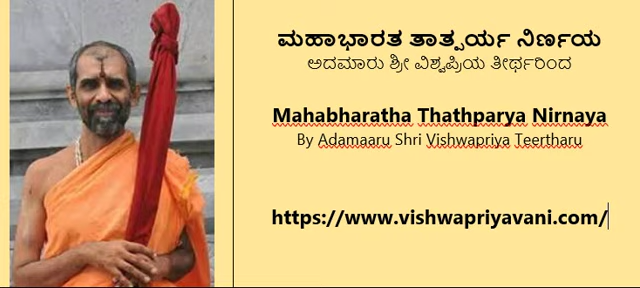 ಮಹಾಭಾರತ ತಾತ್ಪರ್ಯ ನಿರ್ಣಯ
ಅದಮಾರು ಶ್ರೀ ವಿಶ್ವಪ್ರಿಯ ತೀರ್ಥರಿಂದ
Mahabharatha Thathparya Nirnaya
By Adamaaru Shri Vishwapriya Teertharu
https://www.vishwapriyavani.com/